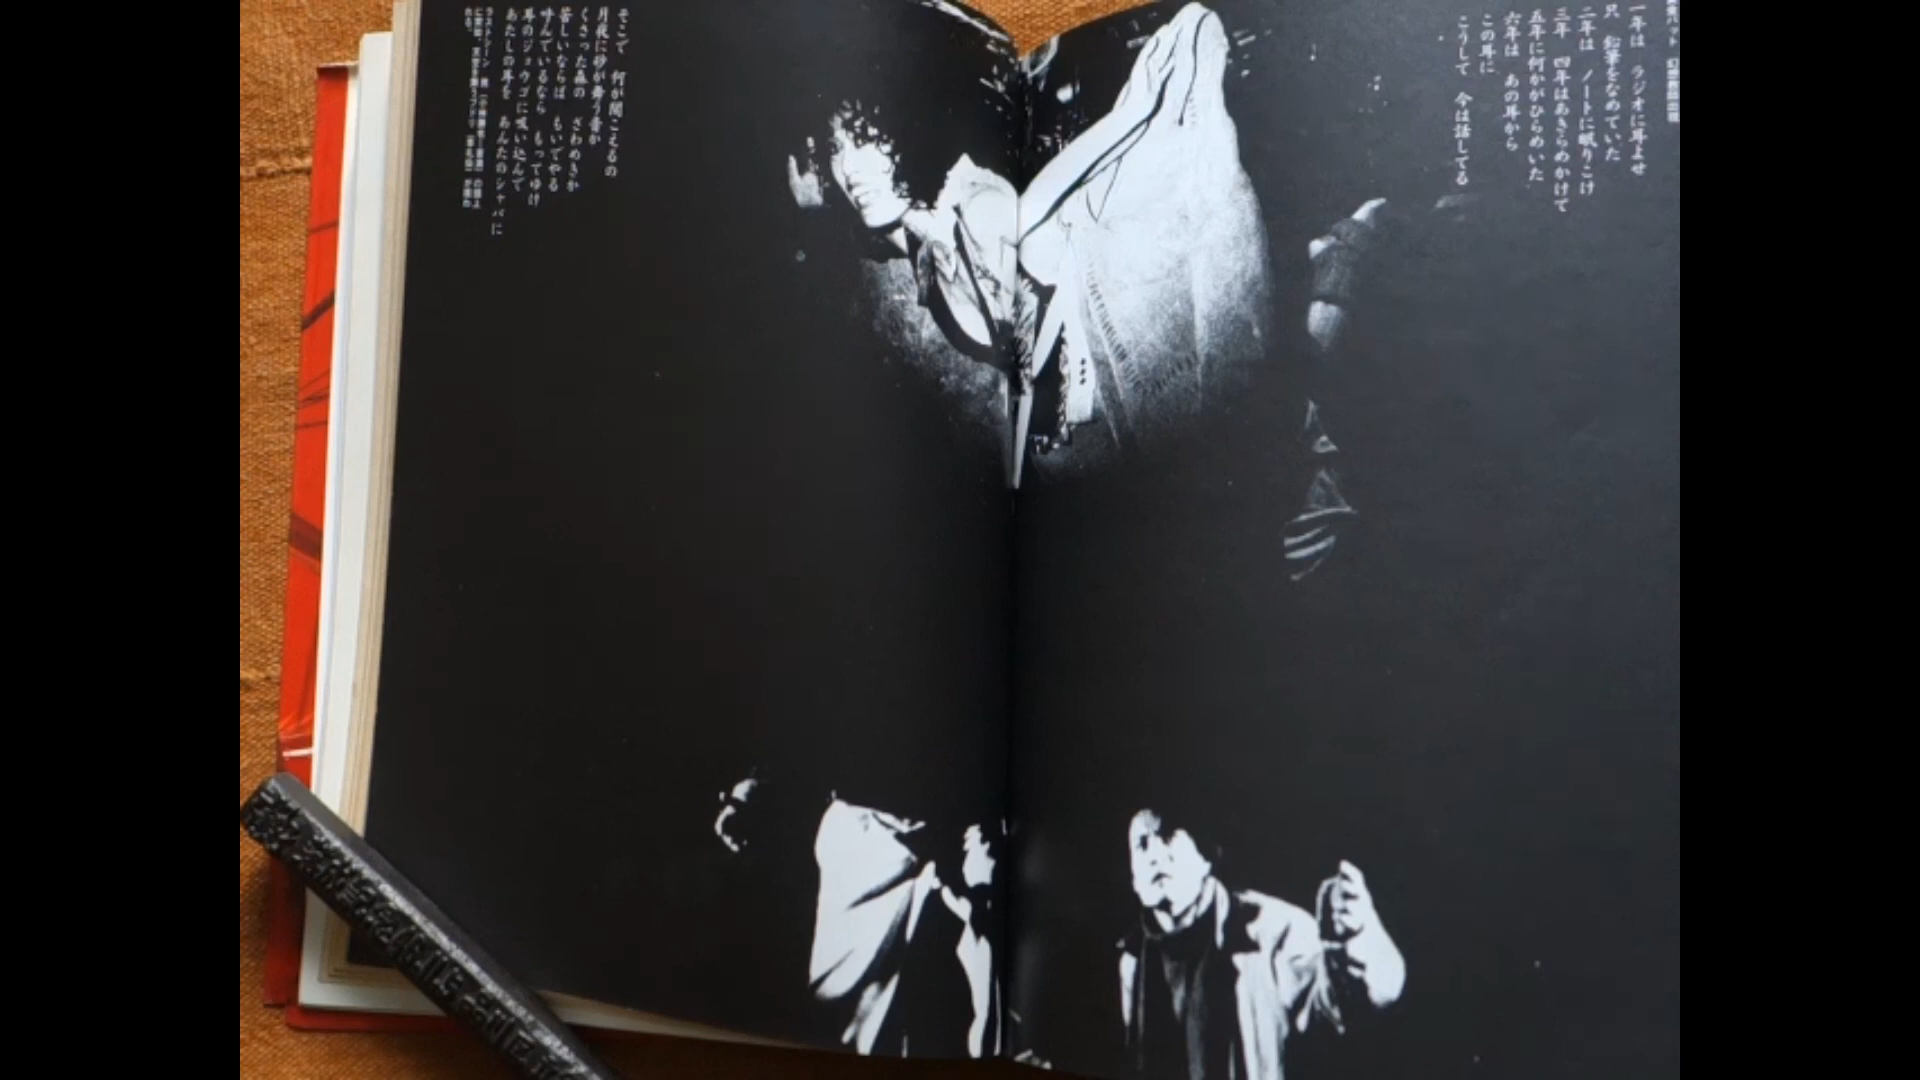 一年は　ラジオに耳よせ
只　鉛筆をなめていた
二年は　ノートに眠りこけ
三年　四年はあきらめかけて
五年に何かがひらめいた
六年は　あの耳から
この耳に
こうして　今は話してる
そこで　何が聞こえるの
月夜に砂が舞う音か
くさった森の　ざわめきか
苦しいならば　もいでやる
呼んでいるなら　もってゆけ
耳のジョウゴに吸い込んで
あたしの耳を　あんたのシャバに